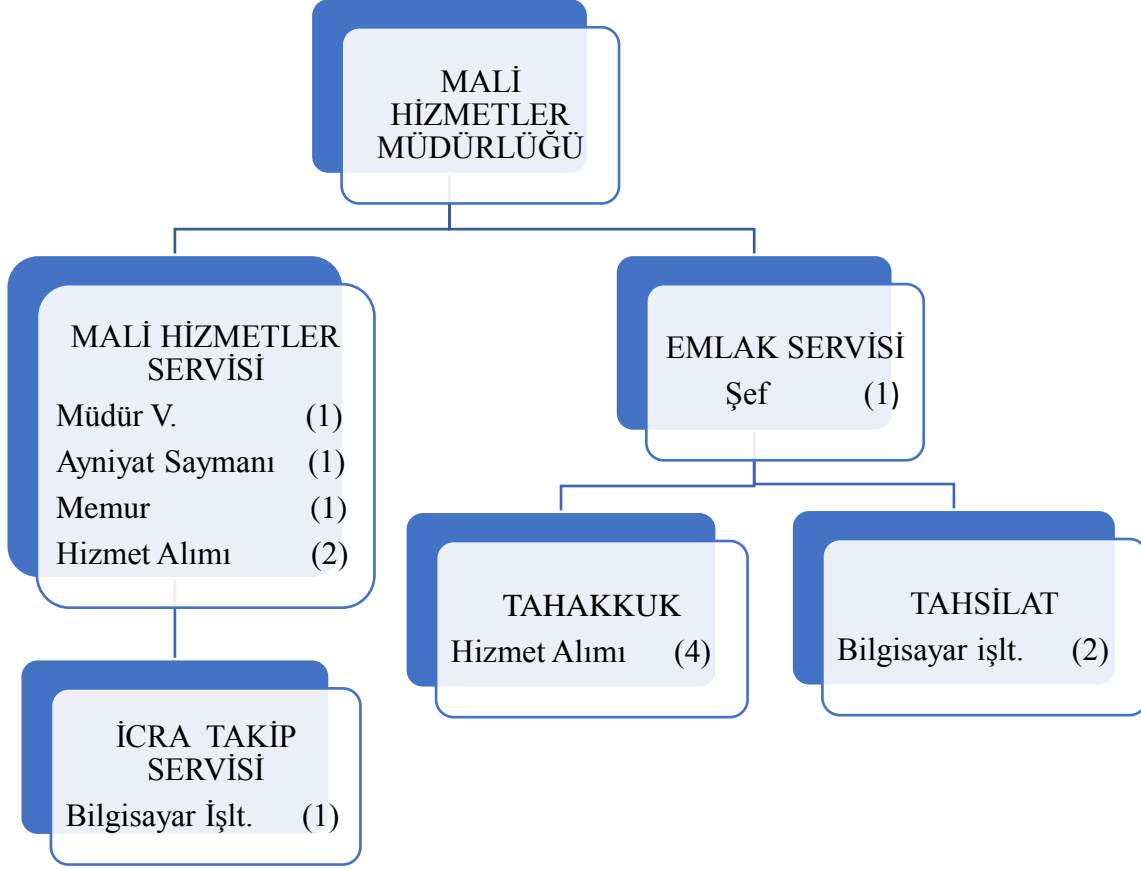 MALİ
HİZMETLER
MÜDÜRLÜĞÜ
MALİ HİZMETLER
SERVİSİ
Müdür V. (1)
Ayniyat Saymanı (1)
Memur (1)
Hizmet Alımı (2)
EMLAK SERVİSİ
Şef (1)
TAHAKKUK
Hizmet Alımı (4)
TAHSİLAT
Bilgisayar işlt. (2)
İCRA TAKİP
SERVİSİ
Bilgisayar İşlt. (1)